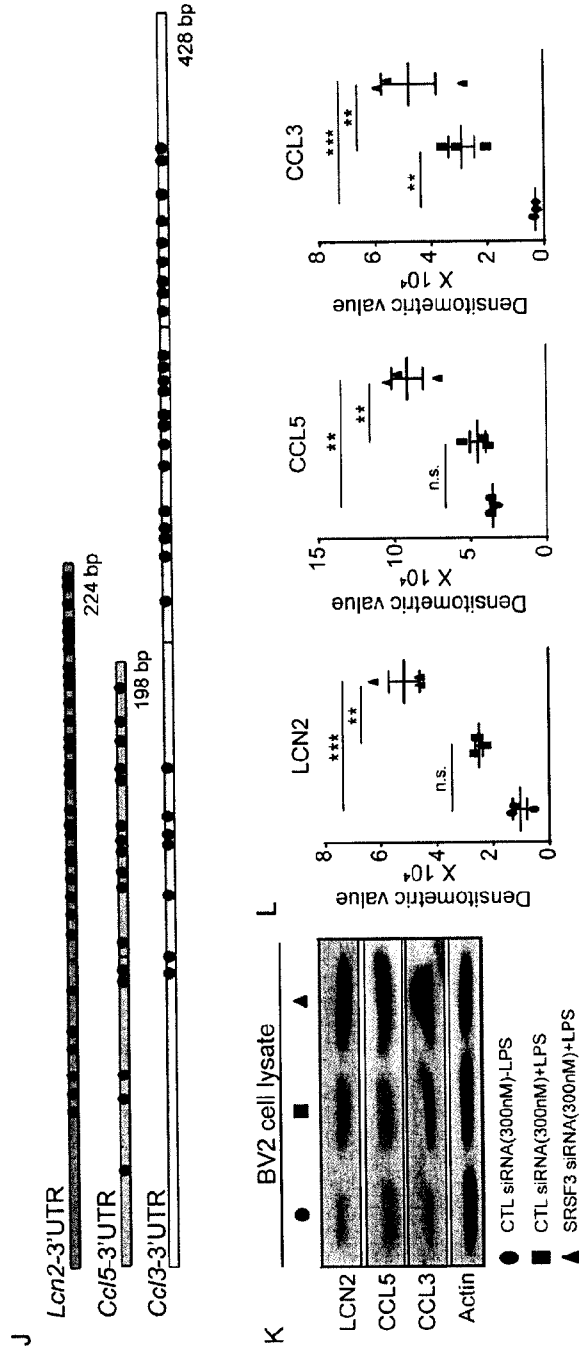 J
Lcn2-3'UTR
224 bp
Ccl5-3'UTR
198 bp
Ccl3-3'UTR
428 bp
K
BV2 cell lysate
LCN2
CCL5
CCL3
Actin
CTL siRNA(300nM)-LPS
CTL siRNA(300nM)+LPS
SRSF3 siRNA(300nM)+LPS
L
LCN2
Densitometric value
X 10⁴
8
6
4
2
0
n.s.
**
***
CCL5
Densitometric value
X 10⁴
15
10
5
0
n.s.
**
**
CCL3
Densitometric value
X 10⁴
8
6
4
2
0
**
**
***